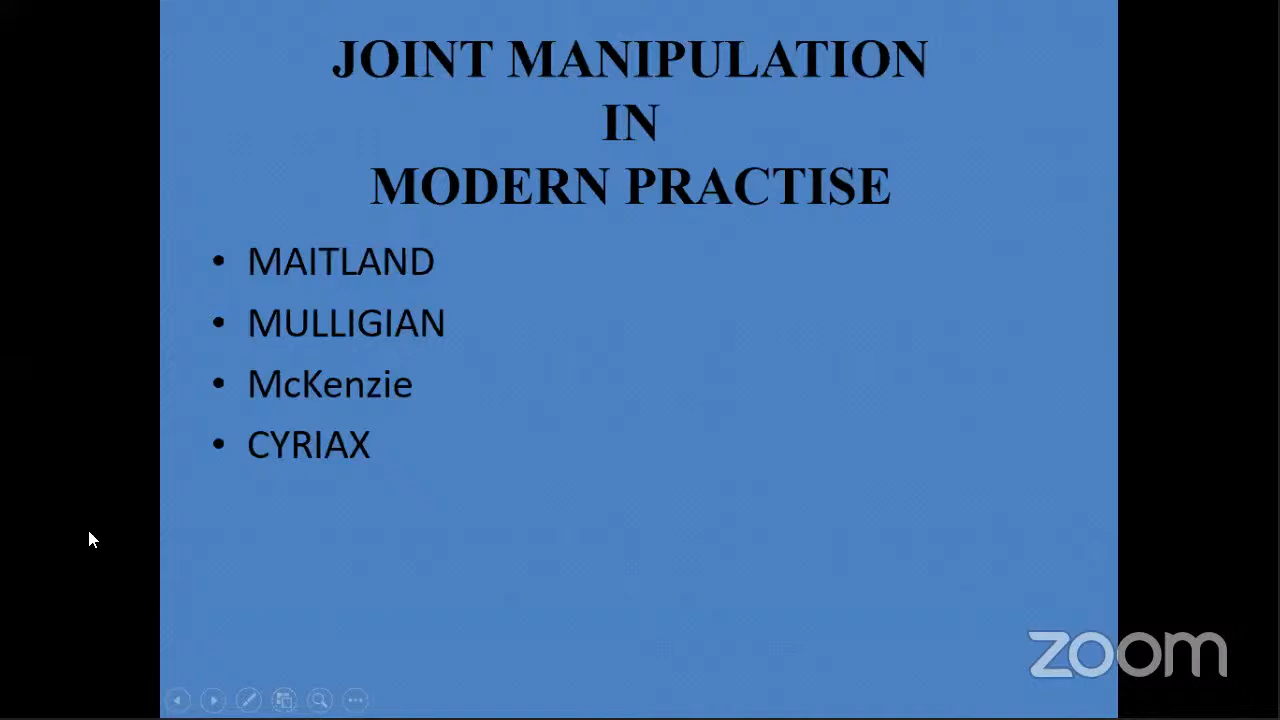 JOINT MANIPULATION
IN
MODERN PRACTISE
• MAITLAND
• MULLIGIAN
• McKenzie
• CYRIAX
zoom